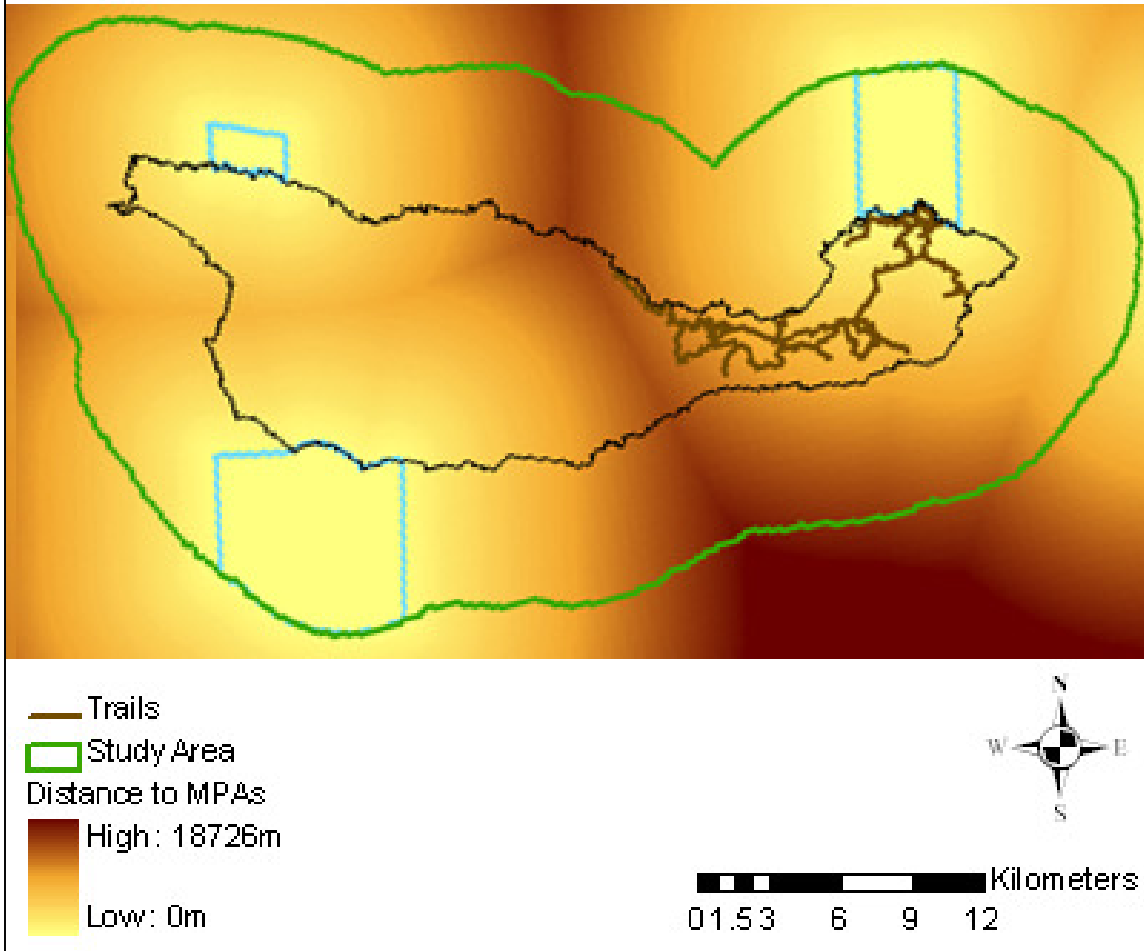 Trails
Study Area
Distance to MPAs
High: 18726m
Low: 0m
N
W E
S
Kilometers
0 1.5 3 6 9 12